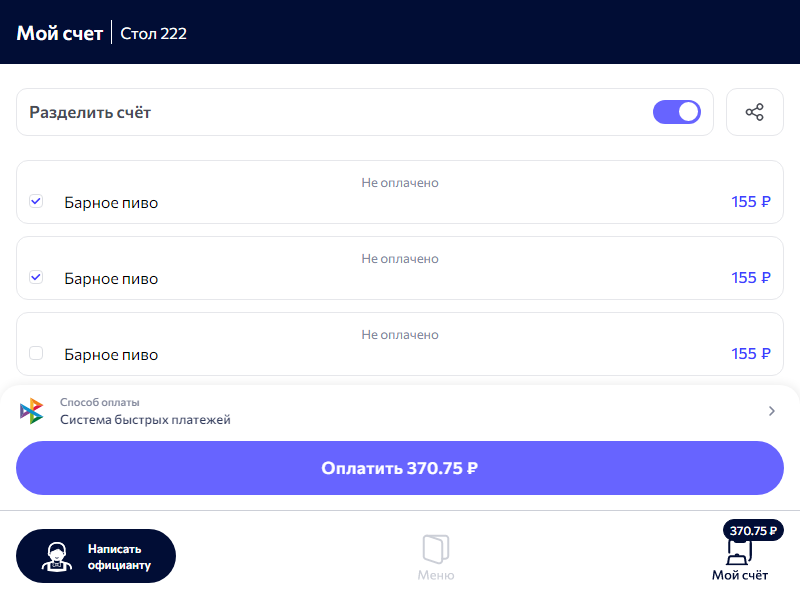 Мой счет
Стол 222
Разделить счёт
Не оплачено
Барное пиво
155 ₽
Не оплачено
Барное пиво
155 ₽
Не оплачено
Барное пиво
155 ₽
Способ оплаты
Система быстрых платежей
Оплатить 370.75 ₽
Написать
официанту
Меню
370.75 ₽
Мой счёт